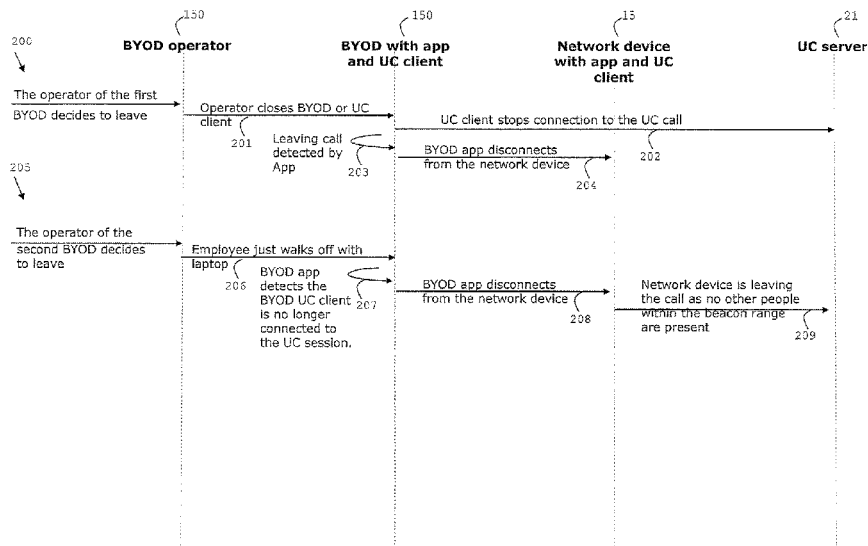 150
150
15
21
200
BYOD operator
BYOD with app
and UC client
Network device
with app and UC
client
UC server
The operator of the first
BYOD decides to leave
Operator closes BYOD or UC
client
201
UC client stops connection to the UC call
202
Leaving call
detected by
App
203
BYOD app disconnects
from the network device
204
205
The operator of the
second BYOD decides
to leave
Employee just walks off with
laptop
206
BYOD app
detects the
BYOD UC client
is no longer
connected to
the UC session.
207
BYOD app disconnects
from the network device
208
Network device is leaving
the call as no other people
within the beacon range
are present
209